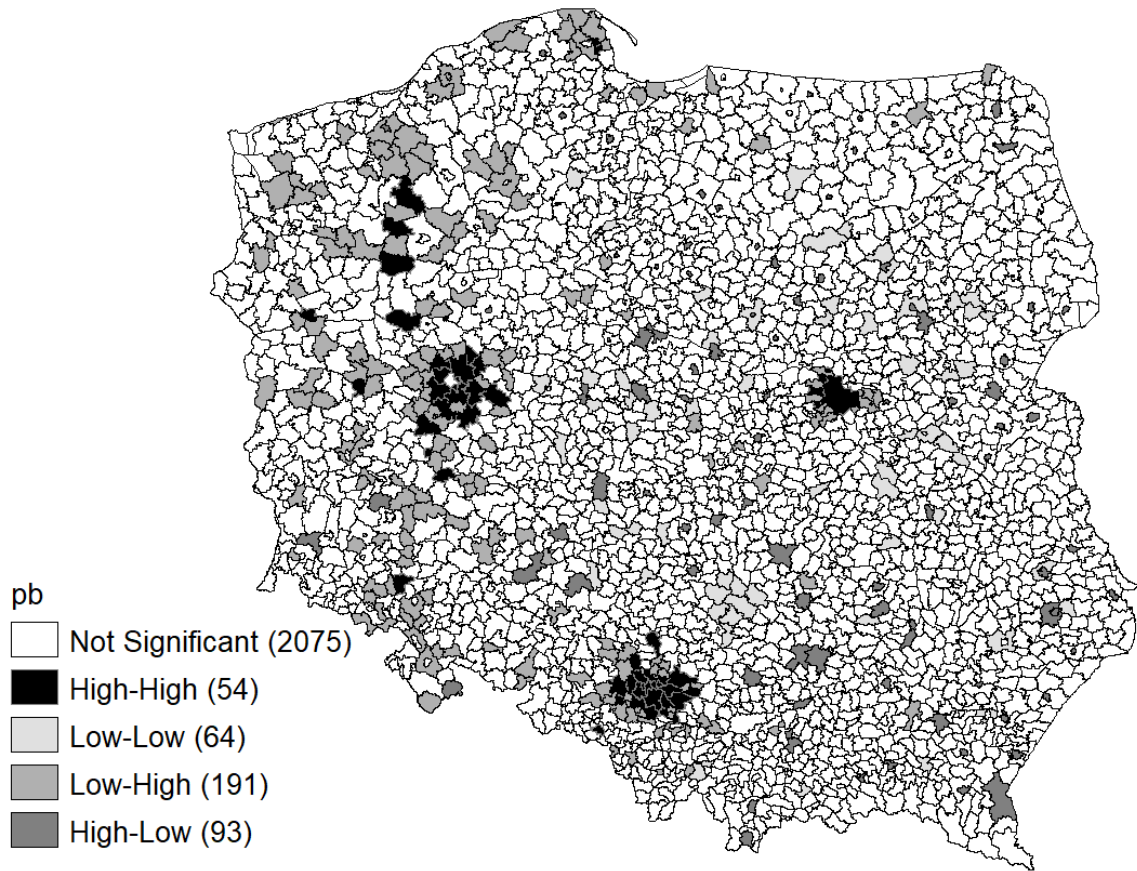 pb
Not Significant (2075)
High-High (54)
Low-Low (64)
Low-High (191)
High-Low (93)